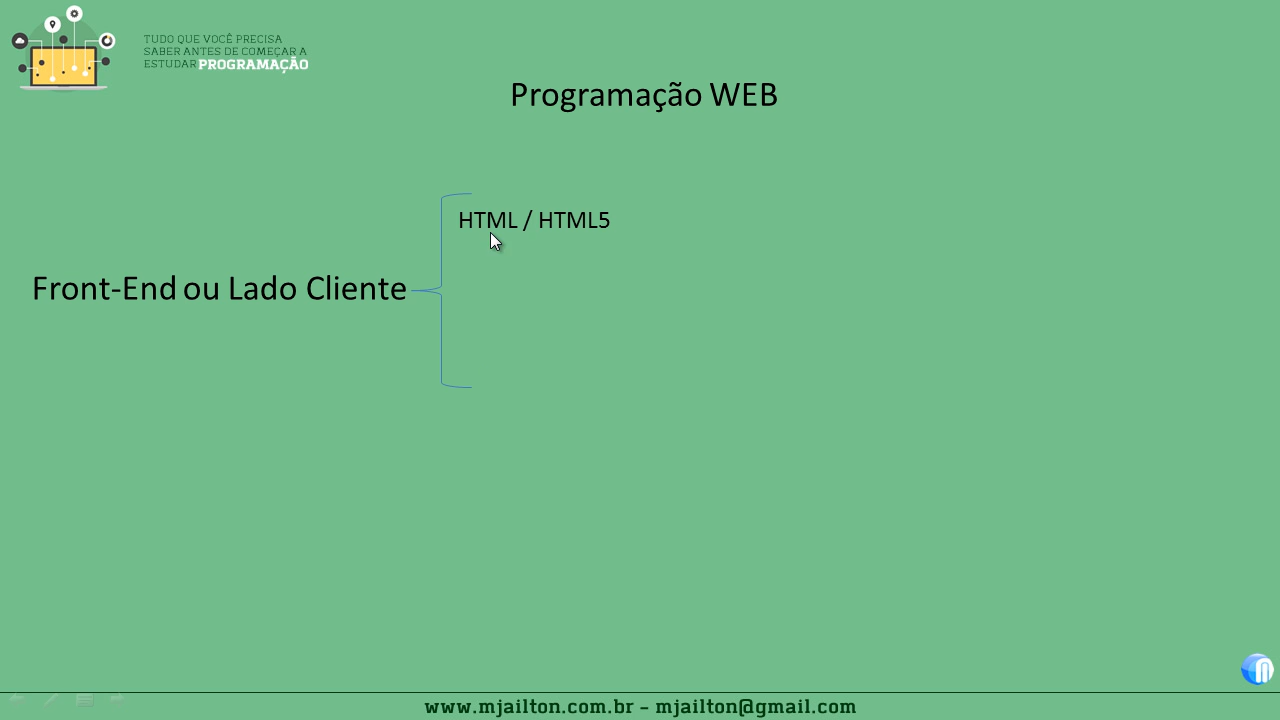 TUDO QUE VOCÊ PRECISA
SABER ANTES DE COMEÇAR A
ESTUDAR PROGRAMAÇÃO
Programação WEB
HTML / HTML5
Front-End ou Lado Cliente
www.mjailton.com.br – mjailton@gmail.com